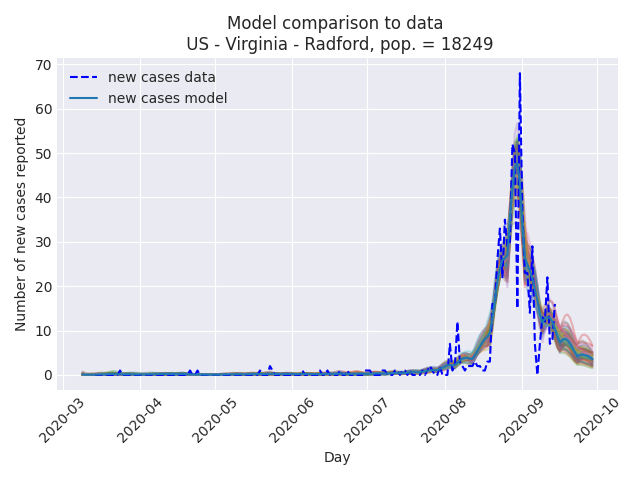 Model comparison to data
US - Virginia - Radford, pop. = 18249
new cases data
new cases model
Number of new cases reported
70
60
50
40
30
20
10
0
2020-03
2020-04
2020-05
2020-06
2020-07
2020-08
2020-09
2020-10
Day